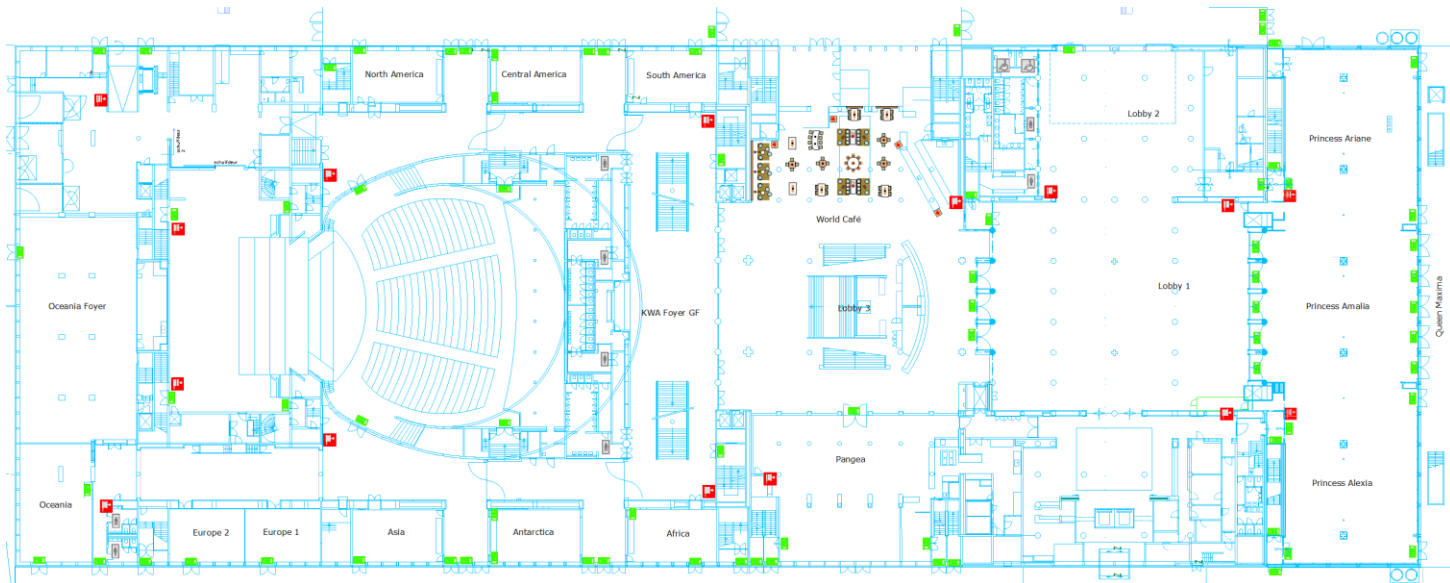 North America
Central America
South America
Lobby 2
Princess Ariane
World Café
Oceania Foyer
KWA Foyer GF
Lobby 3
Lobby 1
Princess Amalia
Queen Maxima
Pangea
Oceania
Europe 2
Europe 1
Asia
Antarctica
Africa
Princess Alexia